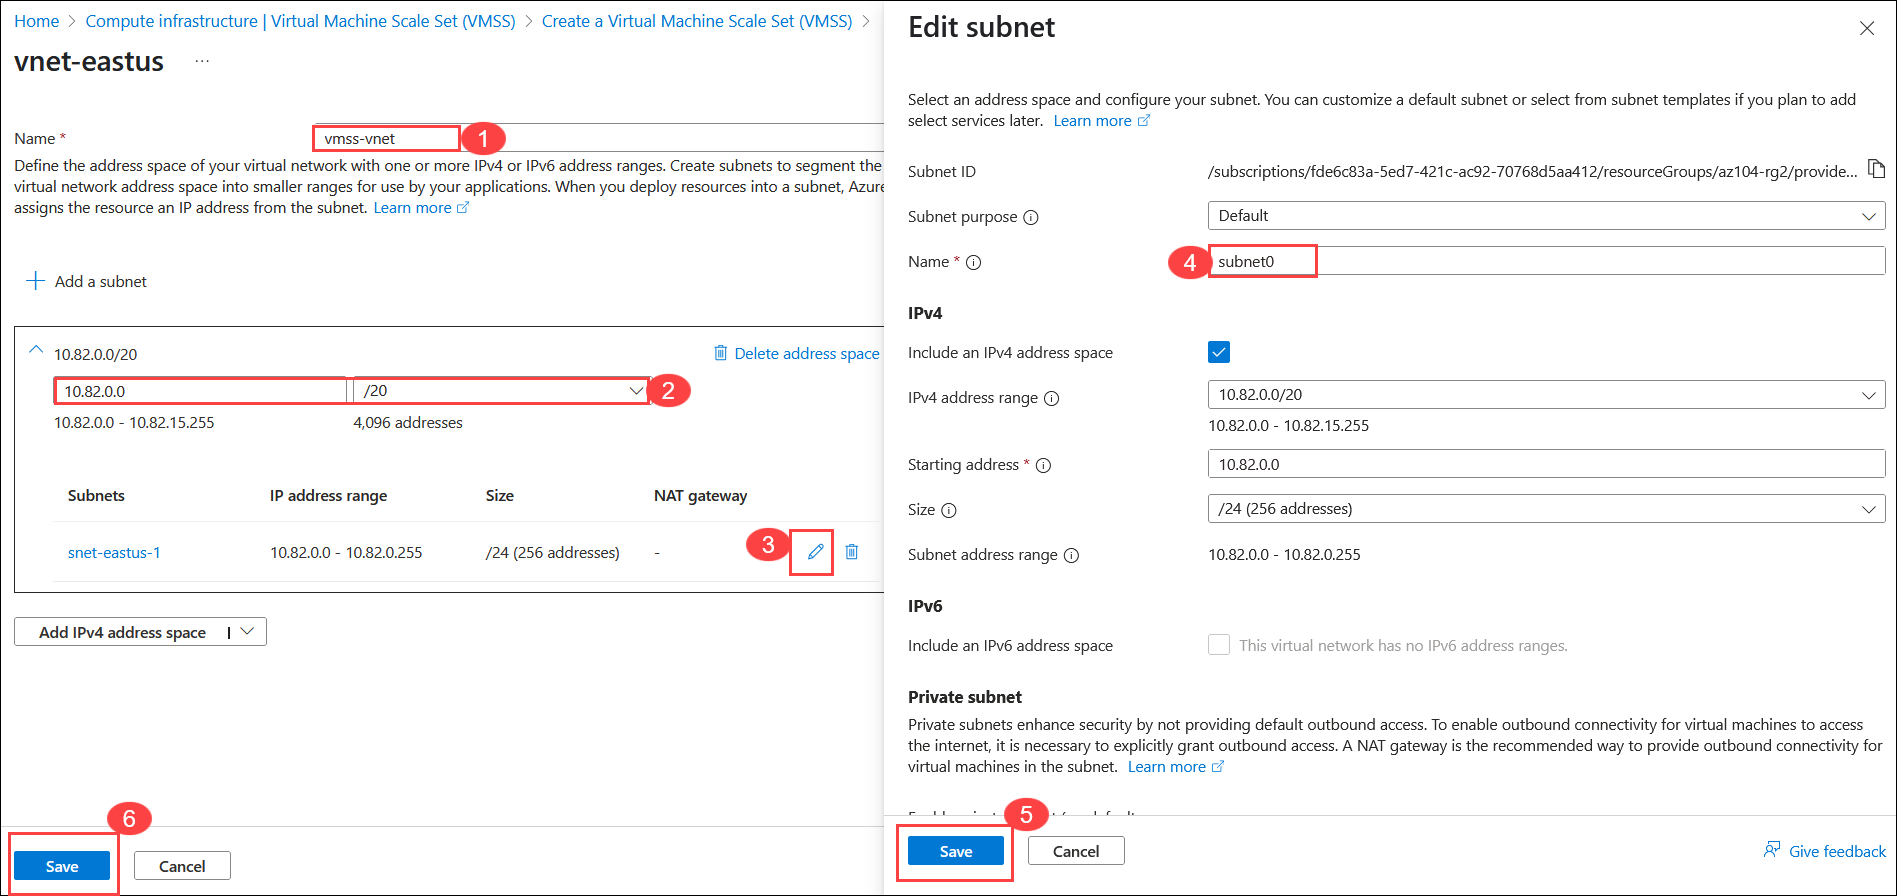 Home > Compute infrastructure | Virtual Machine Scale Set (VMSS) > Create a Virtual Machine Scale Set (VMSS) >
vnet-eastus ...
Name * vmss-vnet 1
Define the address space of your virtual network with one or more IPv4 or IPv6 address ranges. Create subnets to segment the
virtual network address space into smaller ranges for use by your applications. When you deploy resources into a subnet, Azure
assigns the resource an IP address from the subnet. Learn more
+ Add a subnet
10.82.0.0/20 Delete address space
10.82.0.0 /20 2
10.82.0.0 - 10.82.15.255 4,096 addresses
Subnets IP address range Size NAT gateway
snet-eastus-1 10.82.0.0 - 10.82.0.255 /24 (256 addresses) - 3
Add IPv4 address space |
6
Save Cancel
Edit subnet
Select an address space and configure your subnet. You can customize a default subnet or select from subnet templates if you plan to add
select services later. Learn more
Subnet ID /subscriptions/fde6c83a-5ed7-421c-ac92-70768d5aa412/resourceGroups/az104-rg2/provide...
Subnet purpose Default
Name * 4 subnet0
IPv4
Include an IPv4 address space
IPv4 address range 10.82.0.0/20
10.82.0.0 - 10.82.15.255
Starting address * 10.82.0.0
Size /24 (256 addresses)
Subnet address range 10.82.0.0 - 10.82.0.255
IPv6
Include an IPv6 address space This virtual network has no IPv6 address ranges.
Private subnet
Private subnets enhance security by not providing default outbound access. To enable outbound connectivity for virtual machines to access
the internet, it is necessary to explicitly grant outbound access. A NAT gateway is the recommended way to provide outbound connectivity for
virtual machines in the subnet. Learn more
5
Save Cancel Give feedback